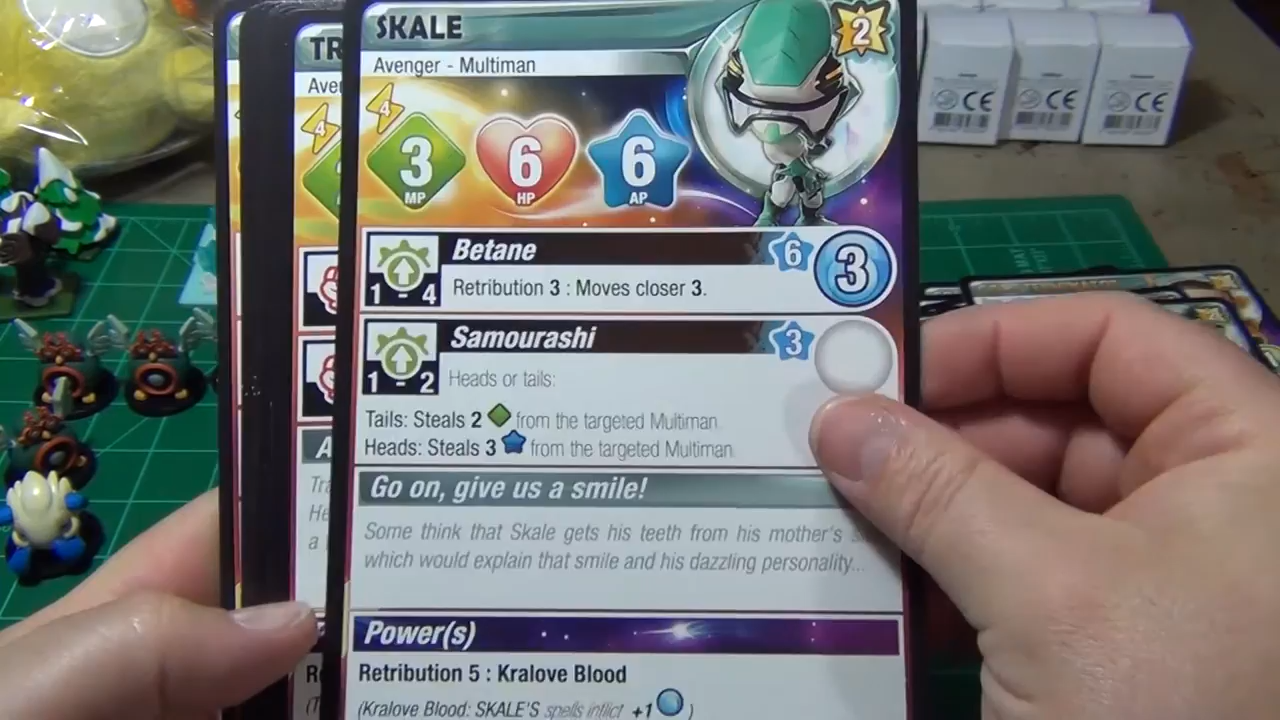 SKALE
2
Avenger - Multiman
4
3 MP
6 HP
6 AP
Betane 6 3
1 - 4
Retribution 3 : Moves closer 3.
Samourashi 3
1 - 2
Heads or tails:
Tails: Steals 2 from the targeted Multiman.
Heads: Steals 3 from the targeted Multiman.
Go on, give us a smile!
Some think that Skale gets his teeth from his mother's
which would explain that smile and his dazzling personality...
Power(s)
Retribution 5 : Kralove Blood
(Kralove Blood: SKALE'S spells inflict +1 )
TR
Ave
4
CE
CE
CE